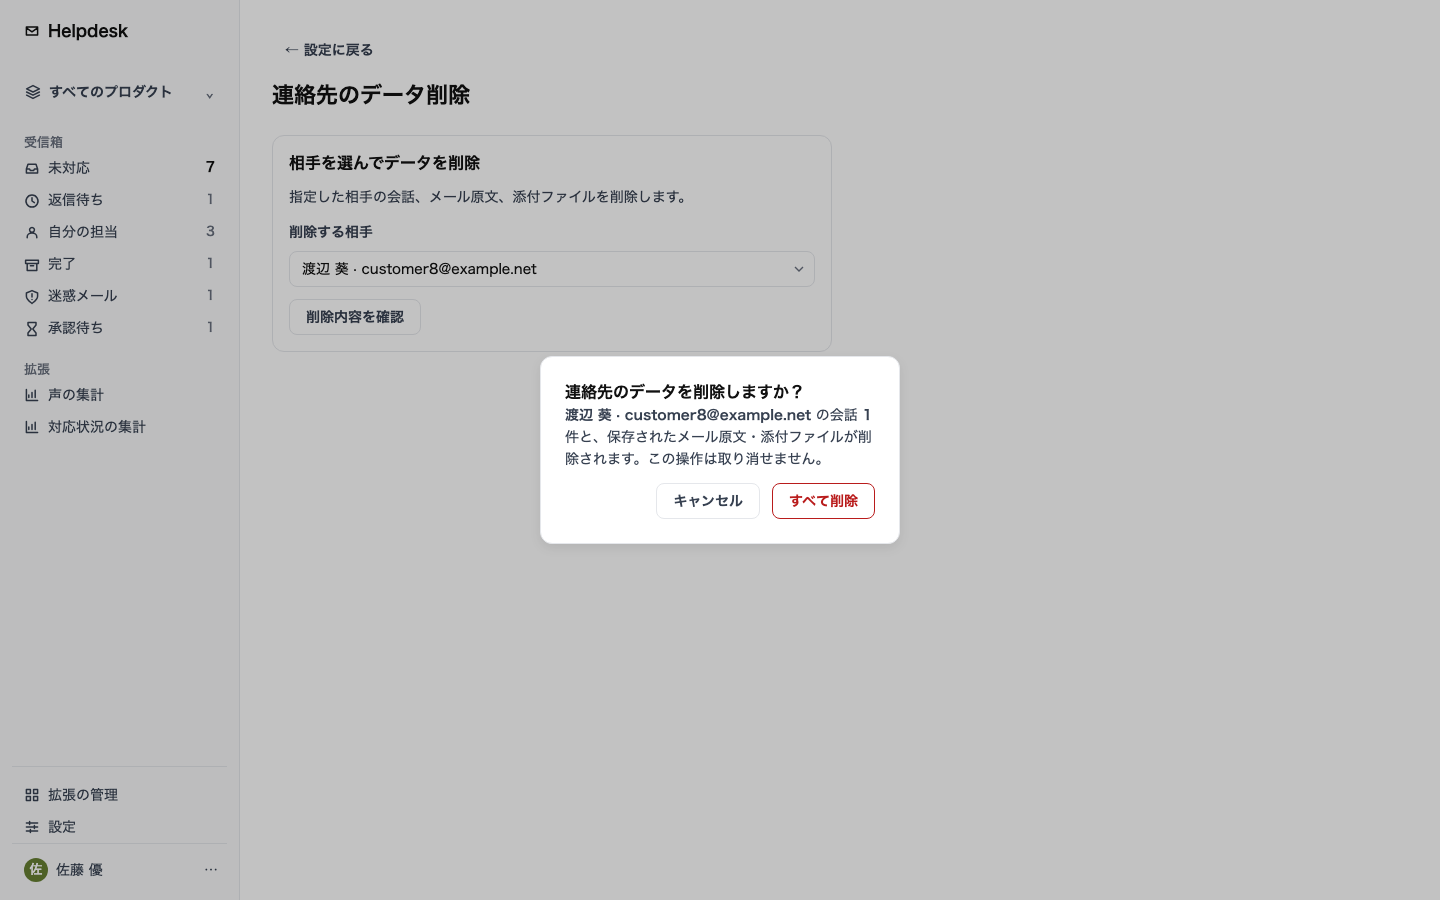 Helpdesk
すべてのプロダクト
受信箱
未対応 7
返信待ち 1
自分の担当 3
完了 1
迷惑メール 1
承認待ち 1
拡張
声の集計
対応状況の集計
拡張の管理
設定
佐 佐藤 優 …
← 設定に戻る
連絡先のデータ削除
相手を選んでデータを削除
指定した相手の会話、メール原文、添付ファイルを削除します。
削除する相手
渡辺 葵 · customer8@example.net
削除内容を確認
連絡先のデータを削除しますか？
渡辺 葵 · customer8@example.net の会話 1
件と、保存されたメール原文・添付ファイルが削
除されます。この操作は取り消せません。
キャンセル すべて削除